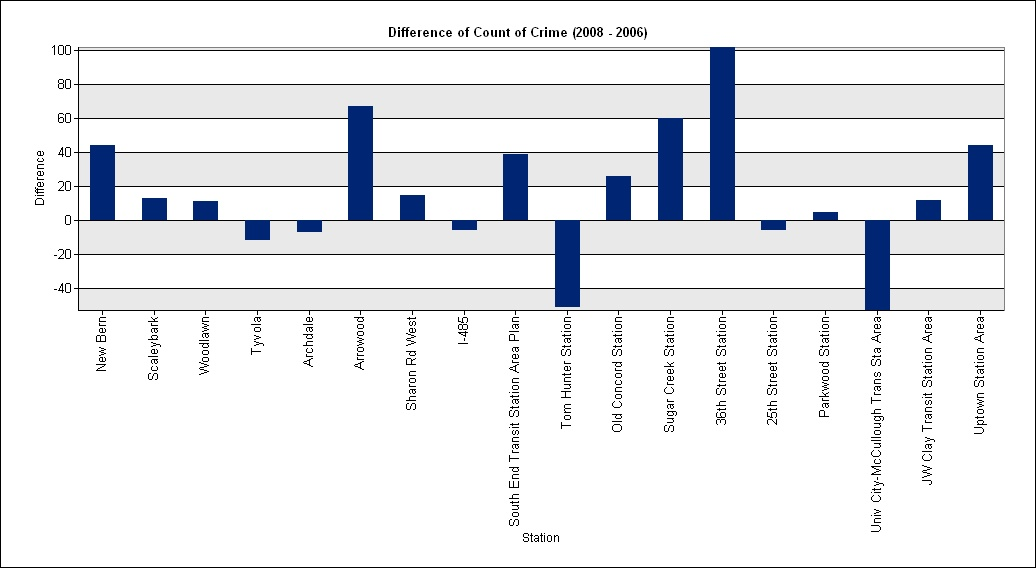 Difference of Count of Crime (2008 - 2006)
100
80
60
40
20
0
-20
-40
Difference
New Bern
Scaleybark
Woodlawn
Tyvola
Archdale
Arrowood
Sharon Rd West
I-485
South End Transit Station Area Plan
Tom Hunter Station
Old Concord Station
Sugar Creek Station
36th Street Station
25th Street Station
Parkwood Station
Univ City-McCullough Trans Sta Area
JW Clay Transit Station Area
Uptown Station Area
Station